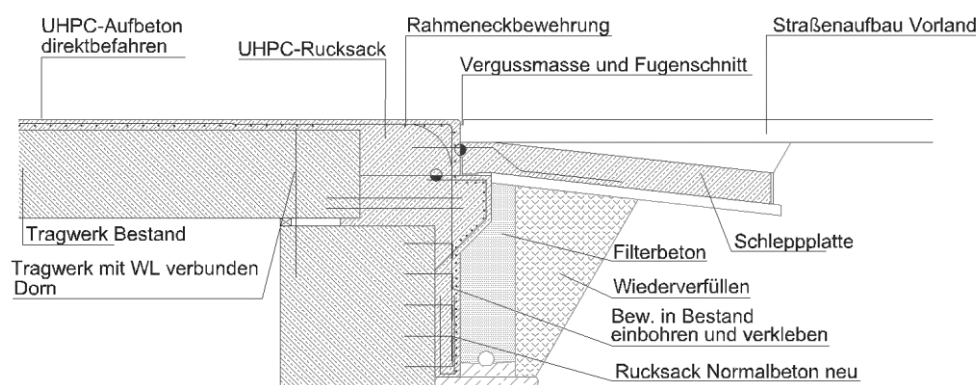 UHPC-Aufbeton
direktbefahren
UHPC-Rucksack
Rahmeneckbewehrung
Vergussmasse und Fugenschnitt
Straßenaufbau Vorland
Tragwerk Bestand
Tragwerk mit WL verbunden
Dorn
Schleppplatte
Filterbeton
Wiederverfüllen
Bew. in Bestand
einbohren und verkleben
Rucksack Normalbeton neu